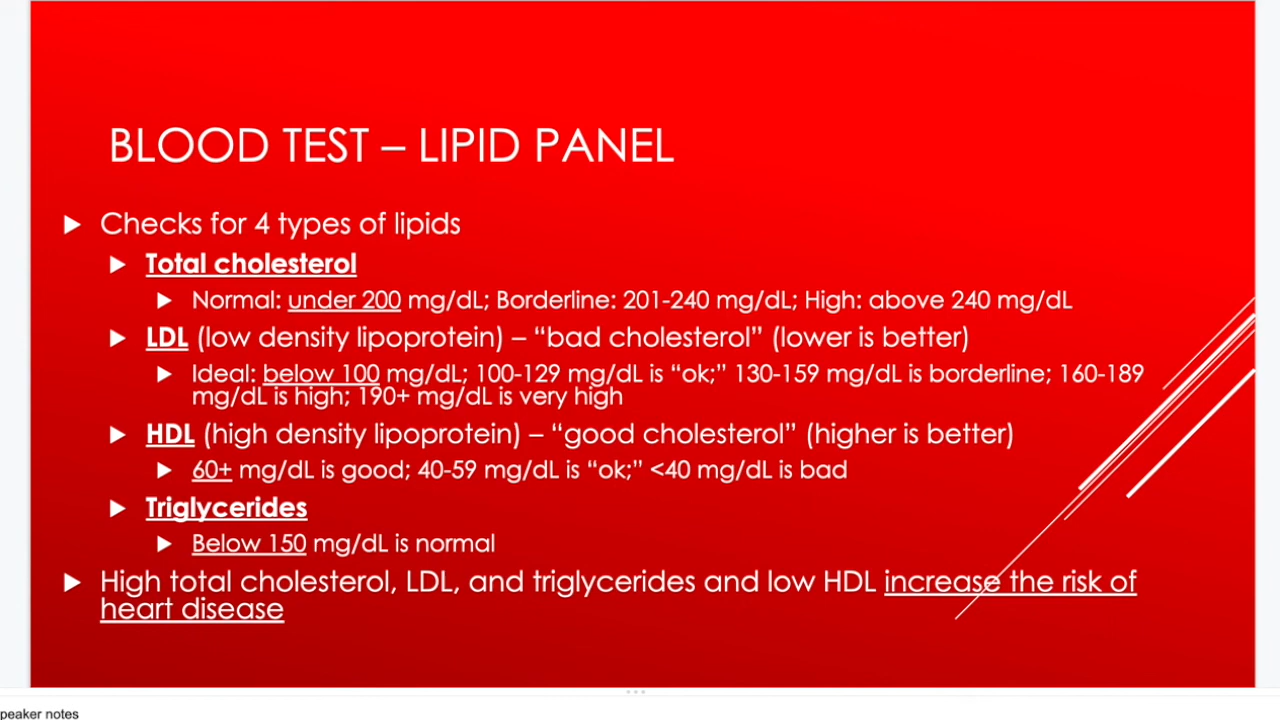 BLOOD TEST – LIPID PANEL
Checks for 4 types of lipids
Total cholesterol
Normal: under 200 mg/dL; Borderline: 201-240 mg/dL; High: above 240 mg/dL
LDL (low density lipoprotein) – “bad cholesterol” (lower is better)
Ideal: below 100 mg/dL; 100-129 mg/dL is “ok;” 130-159 mg/dL is borderline; 160-189
mg/dL is high; 190+ mg/dL is very high
HDL (high density lipoprotein) – “good cholesterol” (higher is better)
60+ mg/dL is good; 40-59 mg/dL is “ok;” <40 mg/dL is bad
Triglycerides
Below 150 mg/dL is normal
High total cholesterol, LDL, and triglycerides and low HDL increase the risk of
heart disease
peaker notes